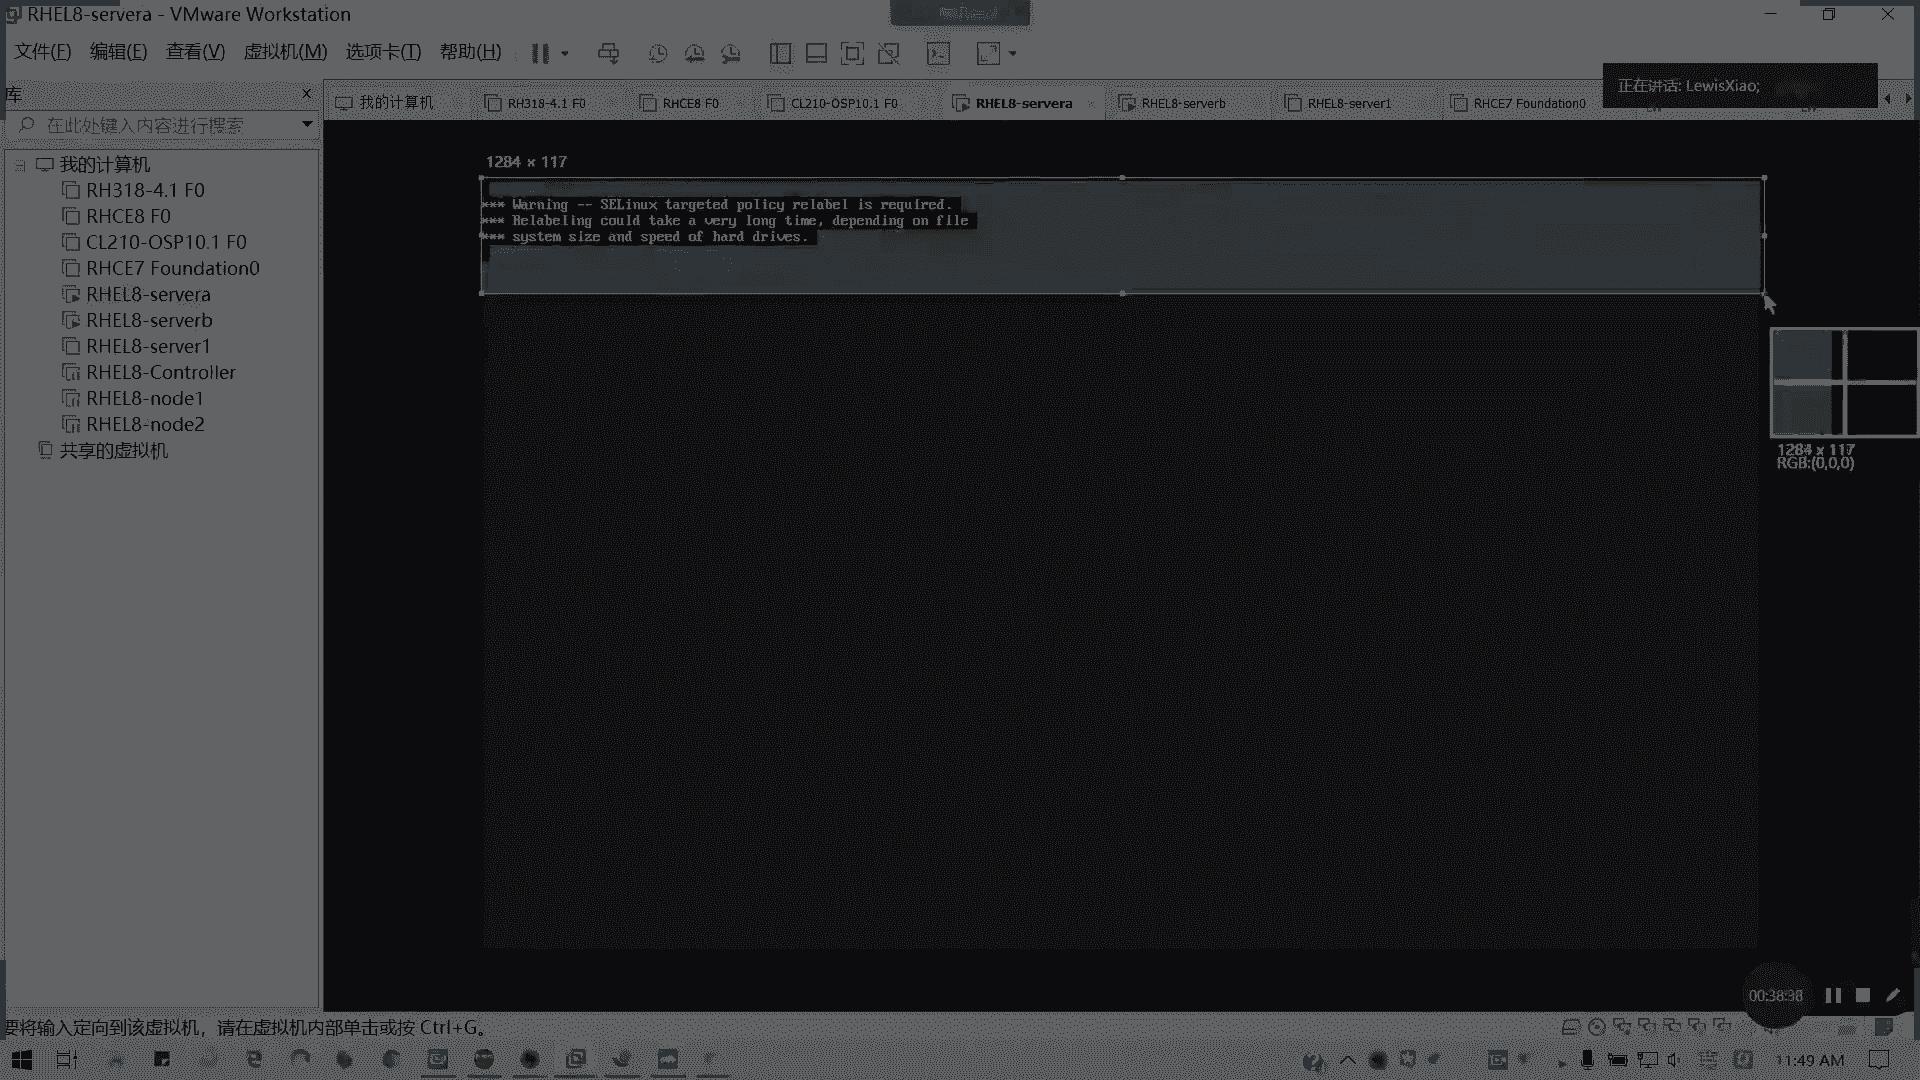 RHEL8-servera - VMware Workstation
文件(F) 编辑(E) 查看(V) 虚拟机(M) 选项卡(T) 帮助(H)
正在讲话: LewisXiao;
库
在此处键入内容进行搜索
我的计算机
RH318-4.1 F0
RHCE8 F0
CL210-OSP10.1 F0
RHCE7 Foundation0
RHEL8-servera
RHEL8-serverb
RHEL8-server1
RHEL8-Controller
RHEL8-node1
RHEL8-node2
共享的虚拟机
我的计算机 RH318-4.1 F0 RHCE8 F0 CL210-OSP10.1 F0 RHEL8-servera RHEL8-serverb RHEL8-server1 RHCE7 Foundation0
1284 × 117
*** Warning -- SELinux targeted policy relabel is required.
*** Relabeling could take a very long time, depending on file
*** system size and speed of hard drives.
1284 x 117
RGB:(0,0,0)
要将输入定向到该虚拟机，请在虚拟机内部单击或按 Ctrl+G。
11:49 AM